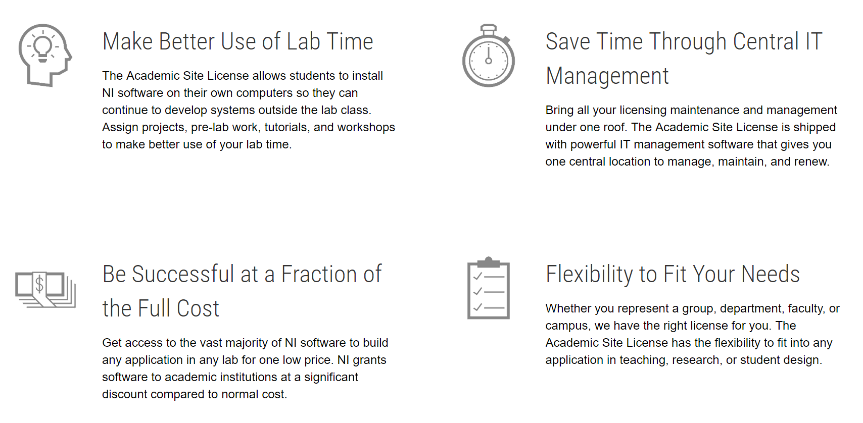 Make Better Use of Lab Time
The Academic Site License allows students to install
NI software on their own computers so they can
continue to develop systems outside the lab class.
Assign projects, pre-lab work, tutorials, and workshops
to make better use of your lab time.
Save Time Through Central IT
Management
Bring all your licensing maintenance and management
under one roof. The Academic Site License is shipped
with powerful IT management software that gives you
one central location to manage, maintain, and renew.
$
Be Successful at a Fraction of
the Full Cost
Get access to the vast majority of NI software to build
any application in any lab for one low price. NI grants
software to academic institutions at a significant
discount compared to normal cost.
Flexibility to Fit Your Needs
Whether you represent a group, department, faculty, or
campus, we have the right license for you. The
Academic Site License has the flexibility to fit into any
application in teaching, research, or student design.